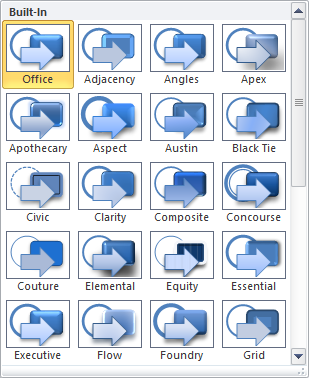 Built-In
Office Adjacency Angles Apex
Apothecary Aspect Austin Black Tie
Civic Clarity Composite Concourse
Couture Elemental Equity Essential
Executive Flow Foundry Grid